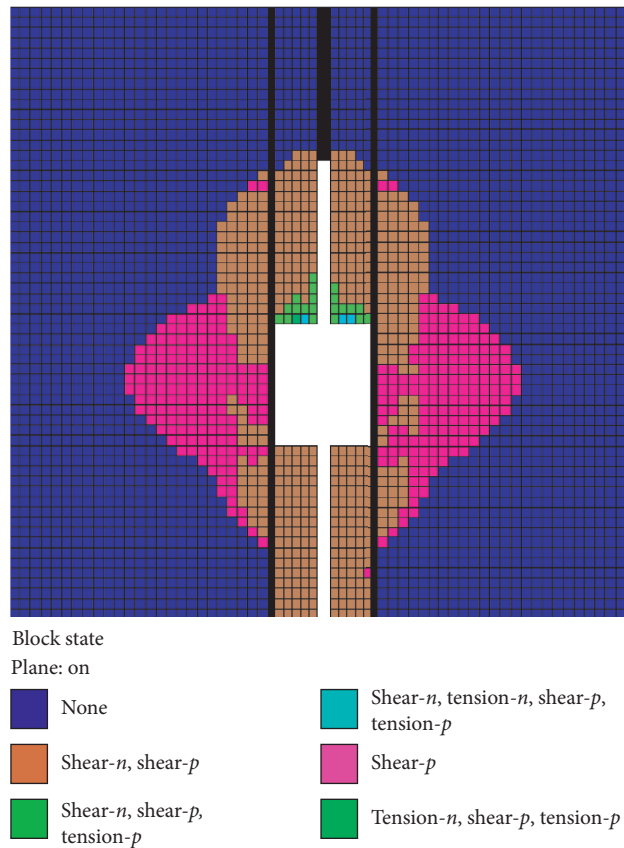 Block state
Plane: on
None
Shear-n, shear-p
Shear-n, shear-p,
tension-p
Shear-n, tension-n, shear-p,
tension-p
Shear-p
Tension-n, shear-p, tension-p